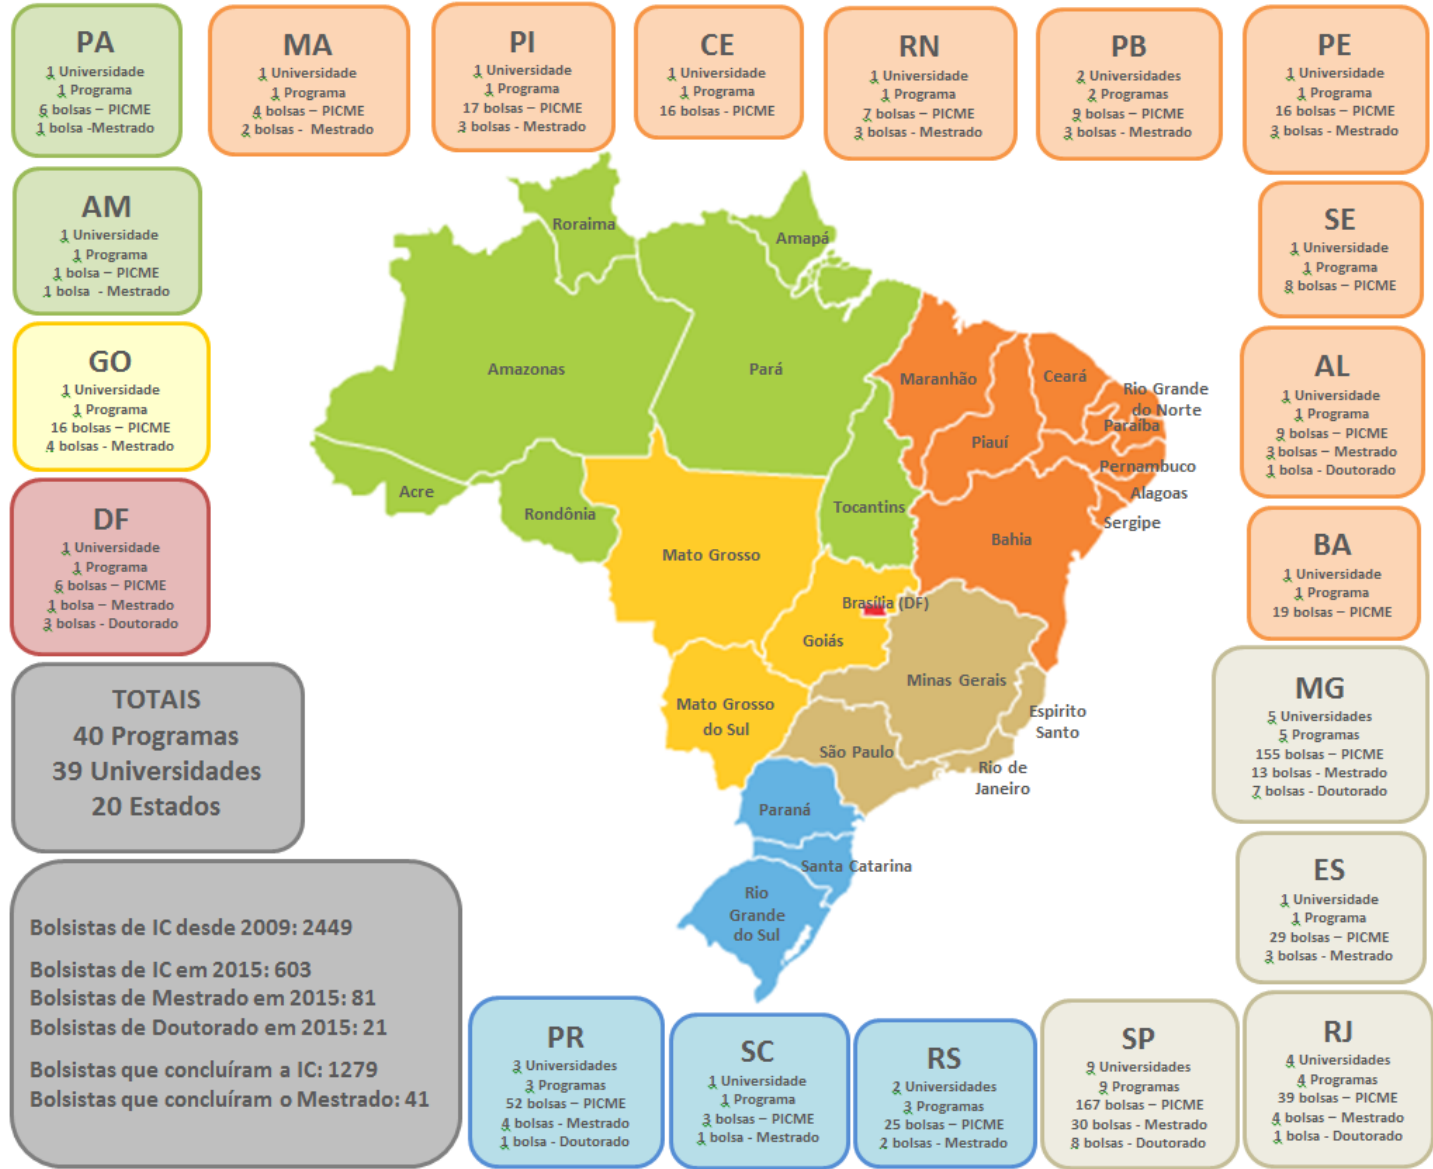 PA
1 Universidade
1 Programa
6 bolsas – PICME
1 bolsa -Mestrado
MA
1 Universidade
1 Programa
4 bolsas – PICME
2 bolsas - Mestrado
PI
1 Universidade
1 Programa
17 bolsas – PICME
3 bolsas - Mestrado
CE
1 Universidade
1 Programa
16 bolsas - PICME
RN
1 Universidade
1 Programa
7 bolsas – PICME
3 bolsas - Mestrado
PB
2 Universidades
2 Programas
9 bolsas – PICME
3 bolsas - Mestrado
PE
1 Universidade
1 Programa
16 bolsas – PICME
3 bolsas - Mestrado
AM
1 Universidade
1 Programa
1 bolsa – PICME
1 bolsa - Mestrado
GO
1 Universidade
1 Programa
16 bolsas – PICME
4 bolsas - Mestrado
DF
1 Universidade
1 Programa
6 bolsas – PICME
1 bolsa – Mestrado
3 bolsas - Doutorado
TOTAIS
40 Programas
39 Universidades
20 Estados
Bolsistas de IC desde 2009: 2449
Bolsistas de IC em 2015: 603
Bolsistas de Mestrado em 2015: 81
Bolsistas de Doutorado em 2015: 21
Bolsistas que concluíram a IC: 1279
Bolsistas que concluíram o Mestrado: 41
Roraima
Amapá
Amazonas
Pará
Maranhão
Ceará
Rio Grande
do Norte
Paraíba
Piauí
Pernambuco
Acre
Alagoas
Rondônia
Tocantins
Sergipe
Bahia
Mato Grosso
Brasília (DF)
Goiás
Minas Gerais
Mato Grosso
do Sul
Espirito
Santo
São Paulo
Rio de
Janeiro
Paraná
Santa Catarina
Rio
Grande
do Sul
SE
1 Universidade
1 Programa
8 bolsas – PICME
AL
1 Universidade
1 Programa
9 bolsas – PICME
3 bolsas – Mestrado
1 bolsa - Doutorado
BA
1 Universidade
1 Programa
19 bolsas – PICME
MG
5 Universidades
5 Programas
155 bolsas – PICME
13 bolsas - Mestrado
7 bolsas - Doutorado
ES
1 Universidade
1 Programa
29 bolsas – PICME
3 bolsas - Mestrado
PR
3 Universidades
3 Programas
52 bolsas – PICME
4 bolsas - Mestrado
1 bolsa - Doutorado
SC
1 Universidade
1 Programa
3 bolsas – PICME
1 bolsa - Mestrado
RS
2 Universidades
3 Programas
25 bolsas – PICME
2 bolsas - Mestrado
SP
9 Universidades
9 Programas
167 bolsas – PICME
30 bolsas - Mestrado
8 bolsas - Doutorado
RJ
4 Universidades
4 Programas
39 bolsas – PICME
4 bolsas – Mestrado
1 bolsa - Doutorado